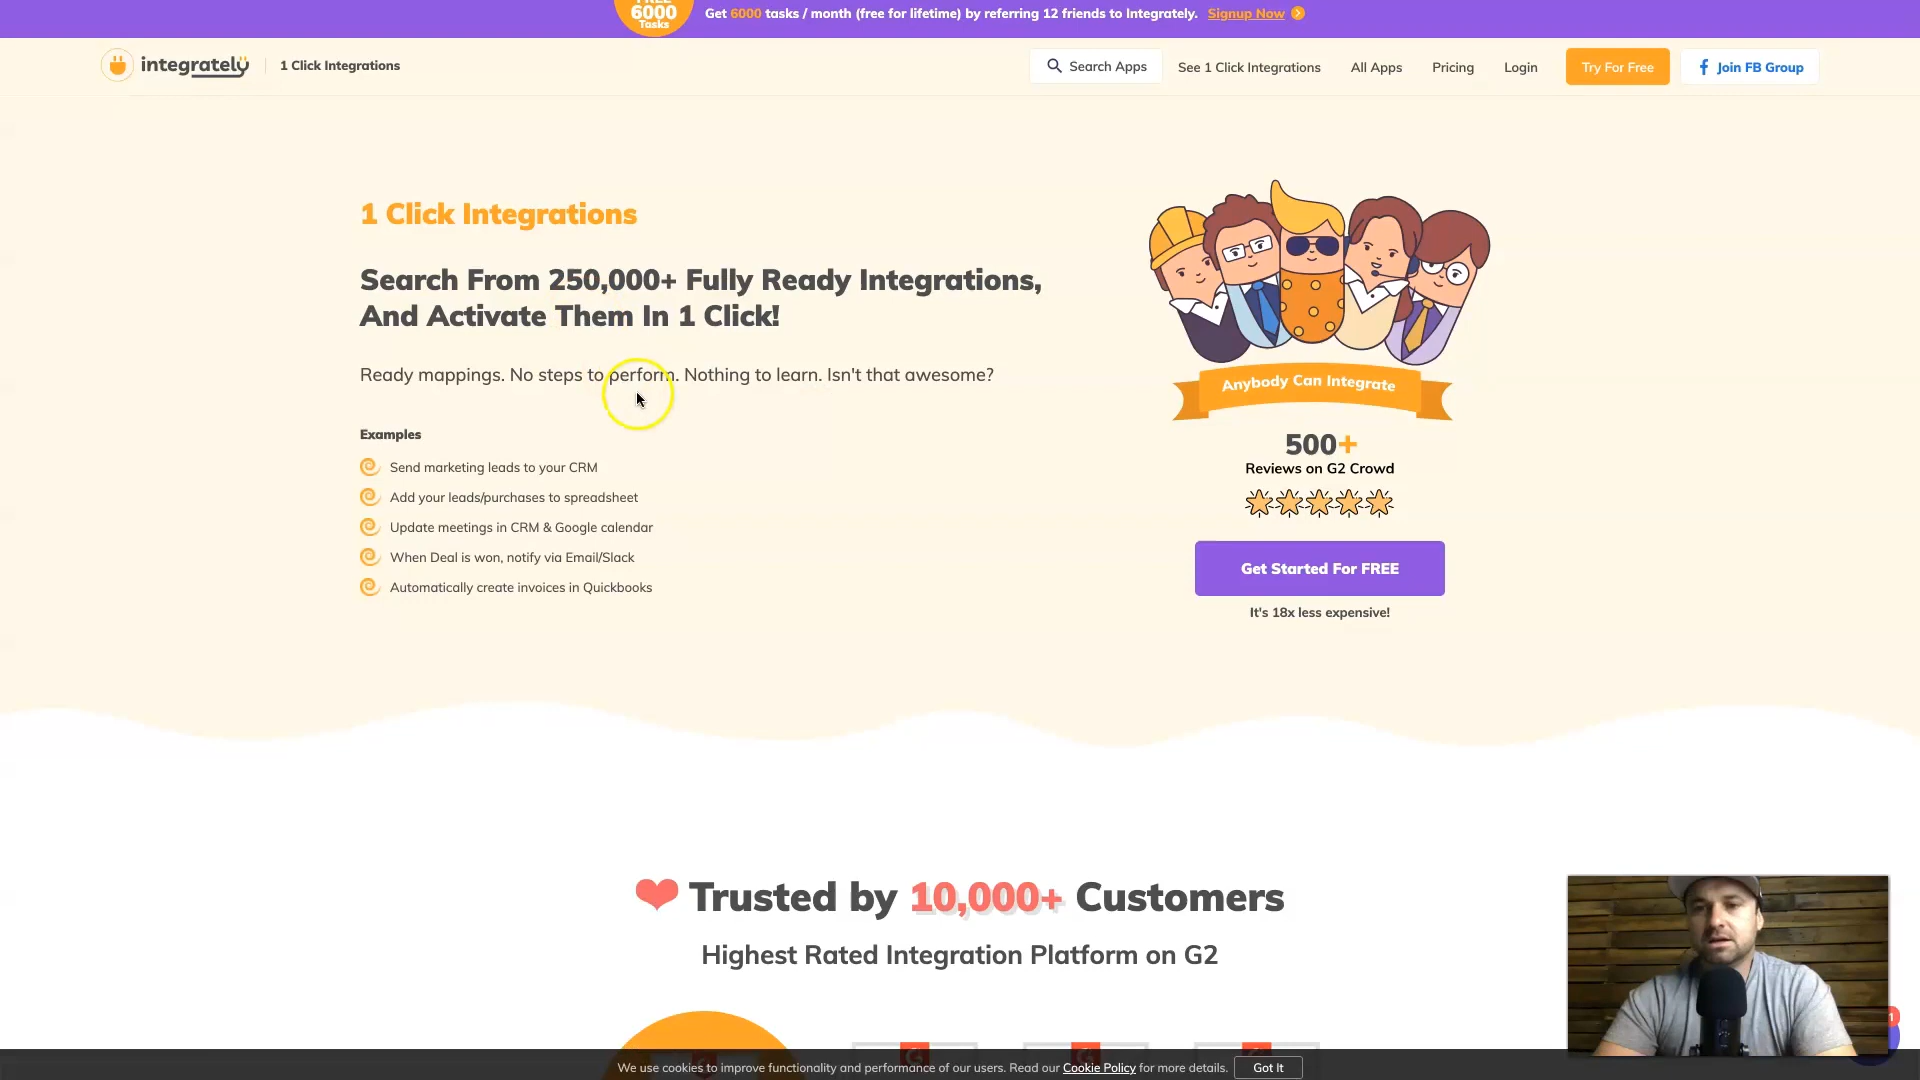 FREE
6000
Tasks
Get 6000 tasks / month (free for lifetime) by referring 12 friends to Integrately. Signup Now
integrately
1 Click Integrations
Search Apps
See 1 Click Integrations
All Apps
Pricing
Login
Try For Free
Join FB Group
1 Click Integrations
Search From 250,000+ Fully Ready Integrations,
And Activate Them In 1 Click!
Ready mappings. No steps to perform. Nothing to learn. Isn't that awesome?
Examples
Send marketing leads to your CRM
Add your leads/purchases to spreadsheet
Update meetings in CRM & Google calendar
When Deal is won, notify via Email/Slack
Automatically create invoices in Quickbooks
Anybody Can Integrate
500+
Reviews on G2 Crowd
Get Started For FREE
It's 18x less expensive!
Trusted by 10,000+ Customers
Highest Rated Integration Platform on G2
We use cookies to improve functionality and performance of our users. Read our Cookie Policy for more details.
Got It
1